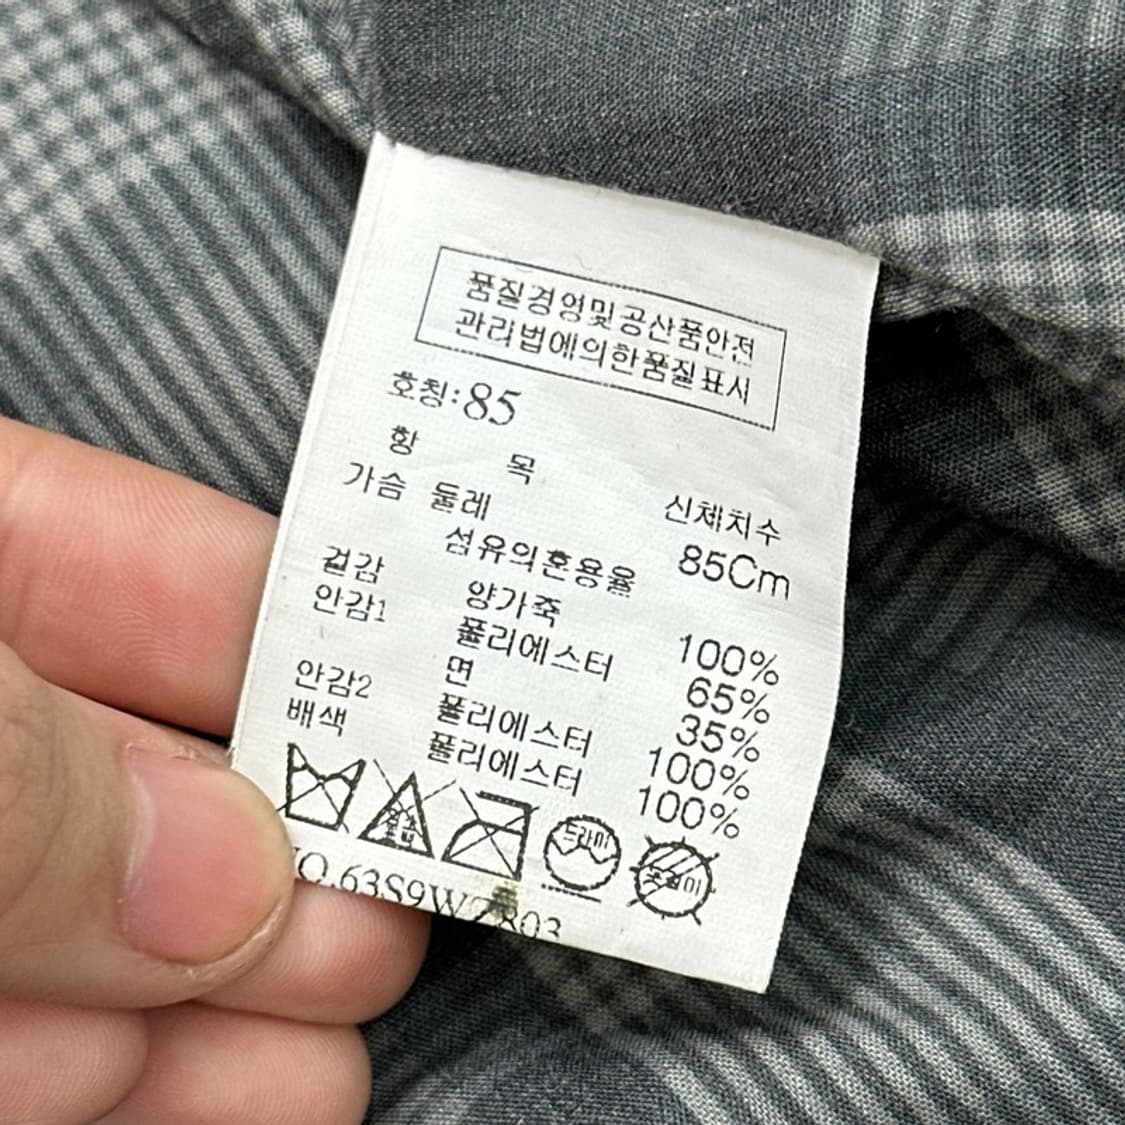 품질경영및공산품안전
관리법에의한품질표시
호칭:85
항 목 신체치수
가슴 둘레 85Cm
섬유의혼용율
겉감 양가죽 100%
안감1 폴리에스터 65%
면 35%
안감2 폴리에스터 100%
배색 폴리에스터 100%
드라이
NO.63S9WZ803